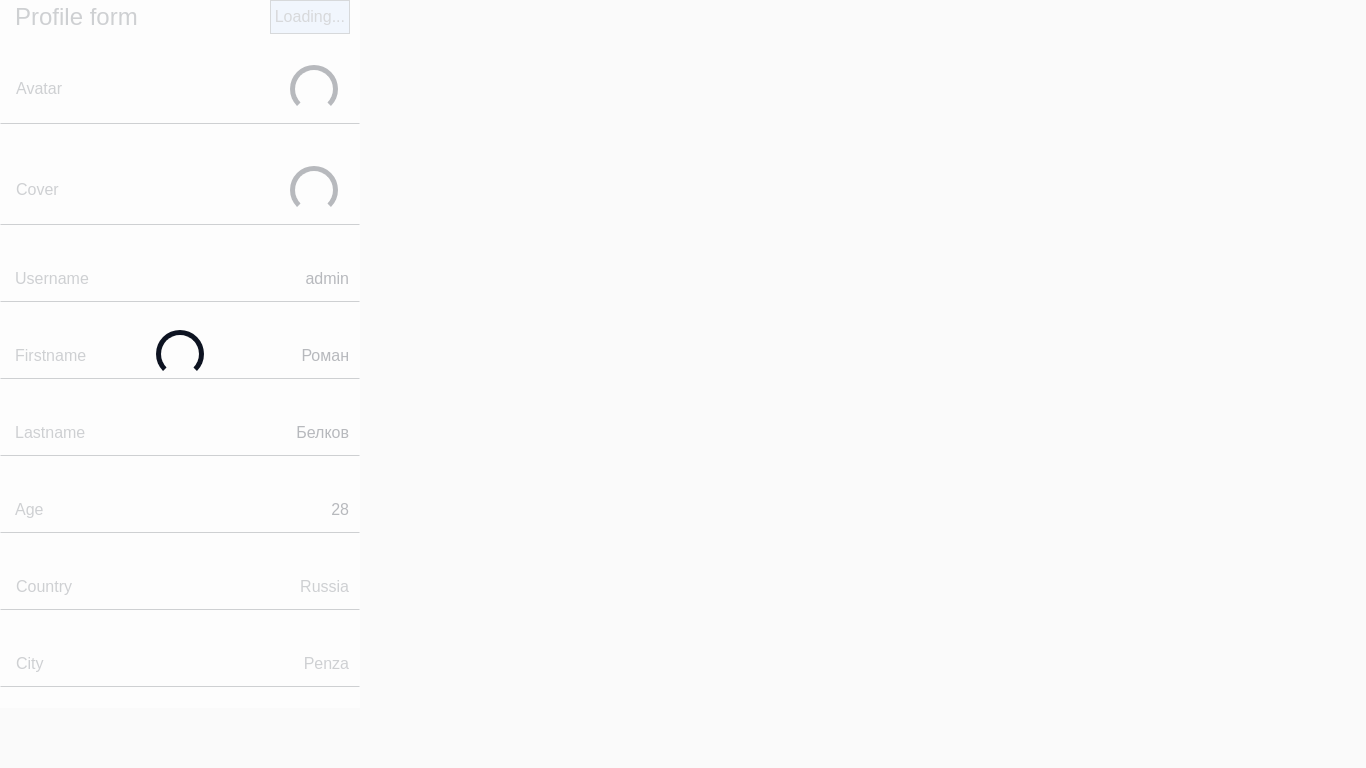 Profile form Loading...
Avatar
Cover
Username admin
Firstname Роман
Lastname Белков
Age 28
Country Russia
City Penza